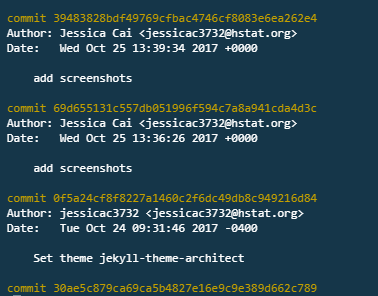 commit 39483828bdf49769cfbac4746cf8083e6ea262e4
Author: Jessica Cai <jessicac3732@hstat.org>
Date:   Wed Oct 25 13:39:34 2017 +0000
    add screenshots
commit 69d655131c557db051996f594c7a8a941cda4d3c
Author: Jessica Cai <jessicac3732@hstat.org>
Date:   Wed Oct 25 13:36:26 2017 +0000
    add screenshots
commit 0f5a24cf8f8227a1460c2f6dc49db8c949216d84
Author: jessicac3732 <jessicac3732@hstat.org>
Date:   Tue Oct 24 09:31:46 2017 -0400
    Set theme jekyll-theme-architect
commit 30ae5c879ca69ca5b4827e16e9c9e389d662c789